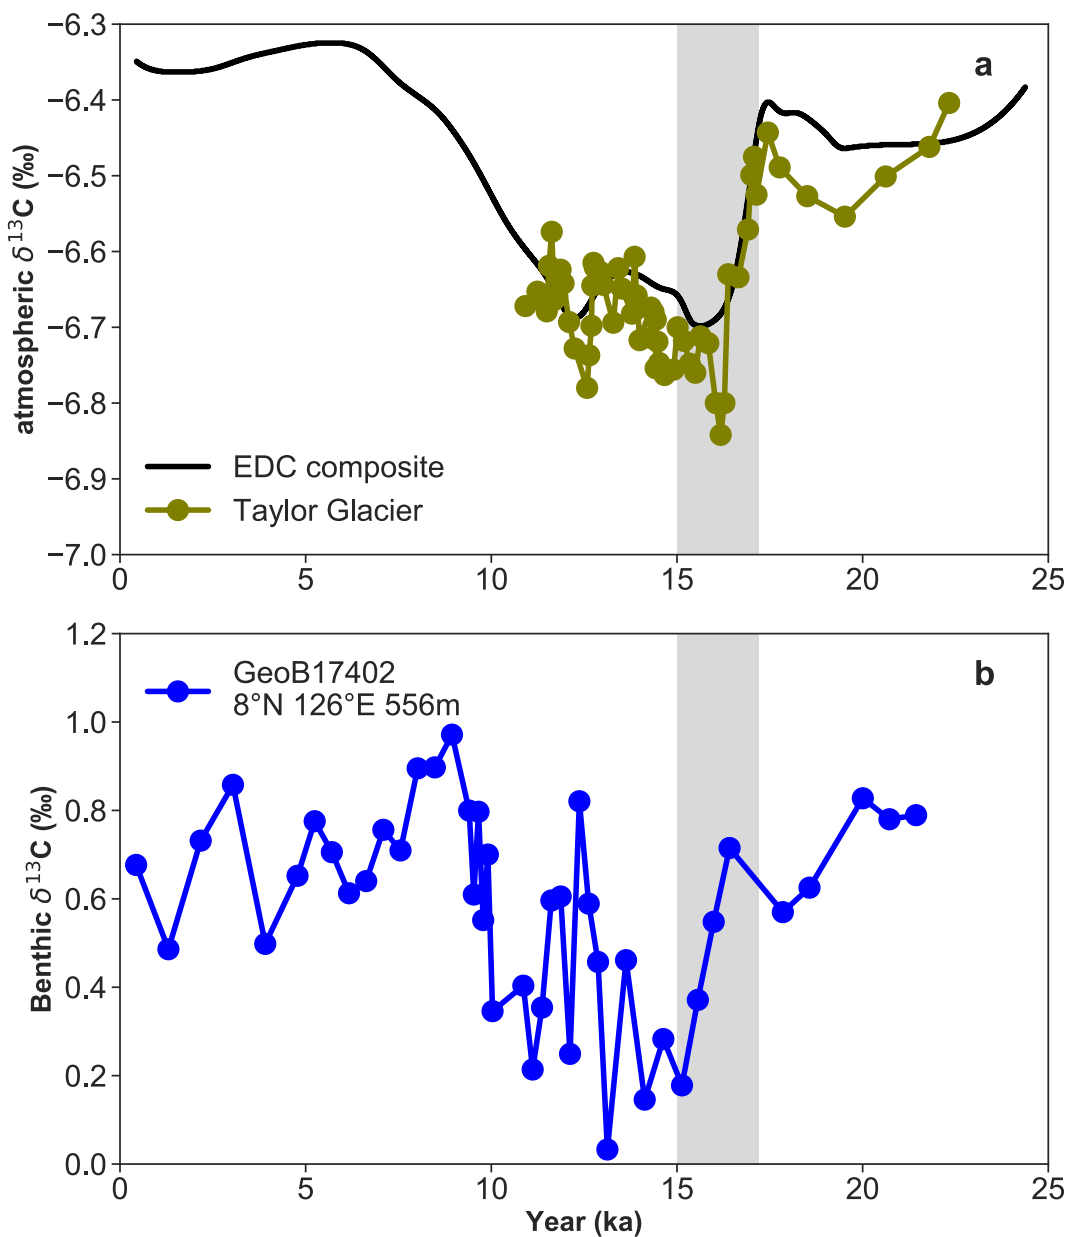 a
atmospheric δ¹³C (‰)
−6.3
−6.4
−6.5
−6.6
−6.7
−6.8
−6.9
−7.0
EDC composite
Taylor Glacier
0 5 10 15 20 25
b
Benthic δ¹³C (‰)
1.2
1.0
0.8
0.6
0.4
0.2
0.0
GeoB17402
8°N 126°E 556m
0 5 10 15 20 25
Year (ka)